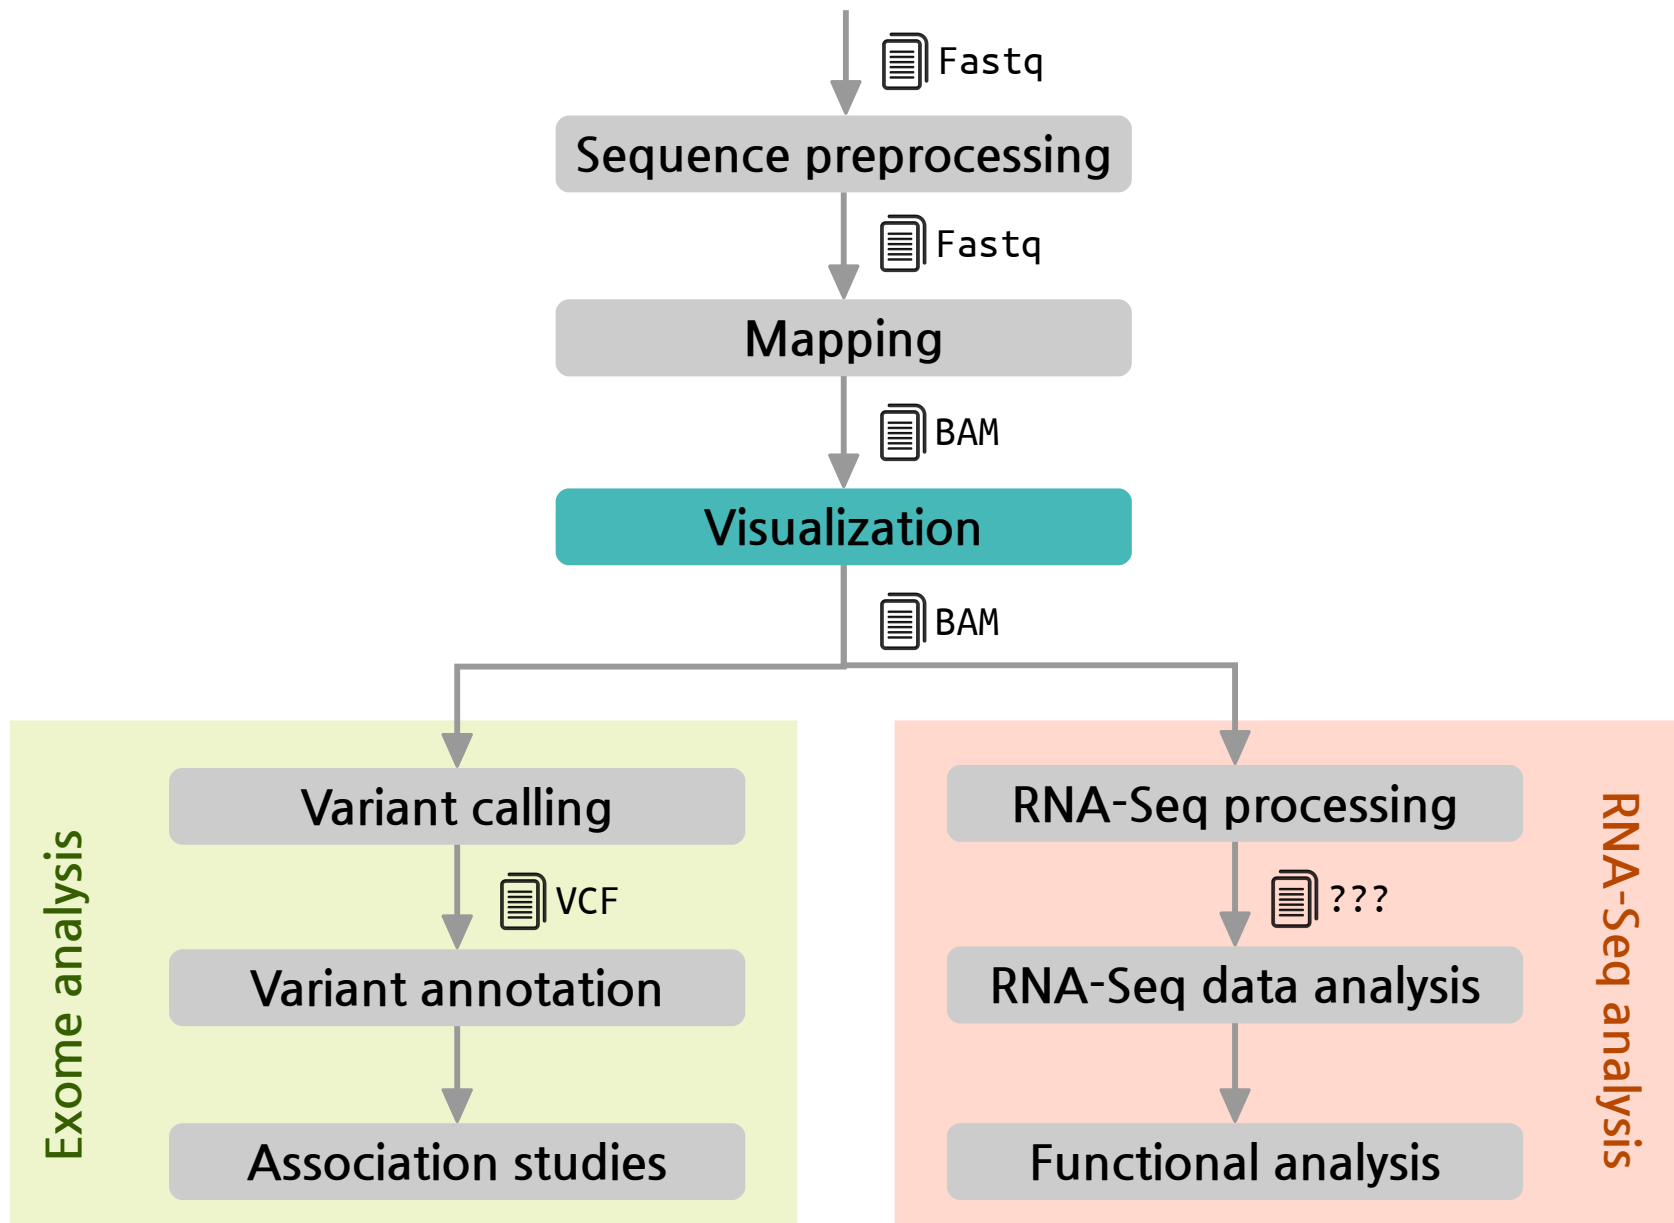 Fastq
Sequence preprocessing
Fastq
Mapping
BAM
Visualization
BAM
Exome analysis
Variant calling
VCF
Variant annotation
Association studies
RNA-Seq processing
???
RNA-Seq data analysis
Functional analysis
RNA-Seq analysis